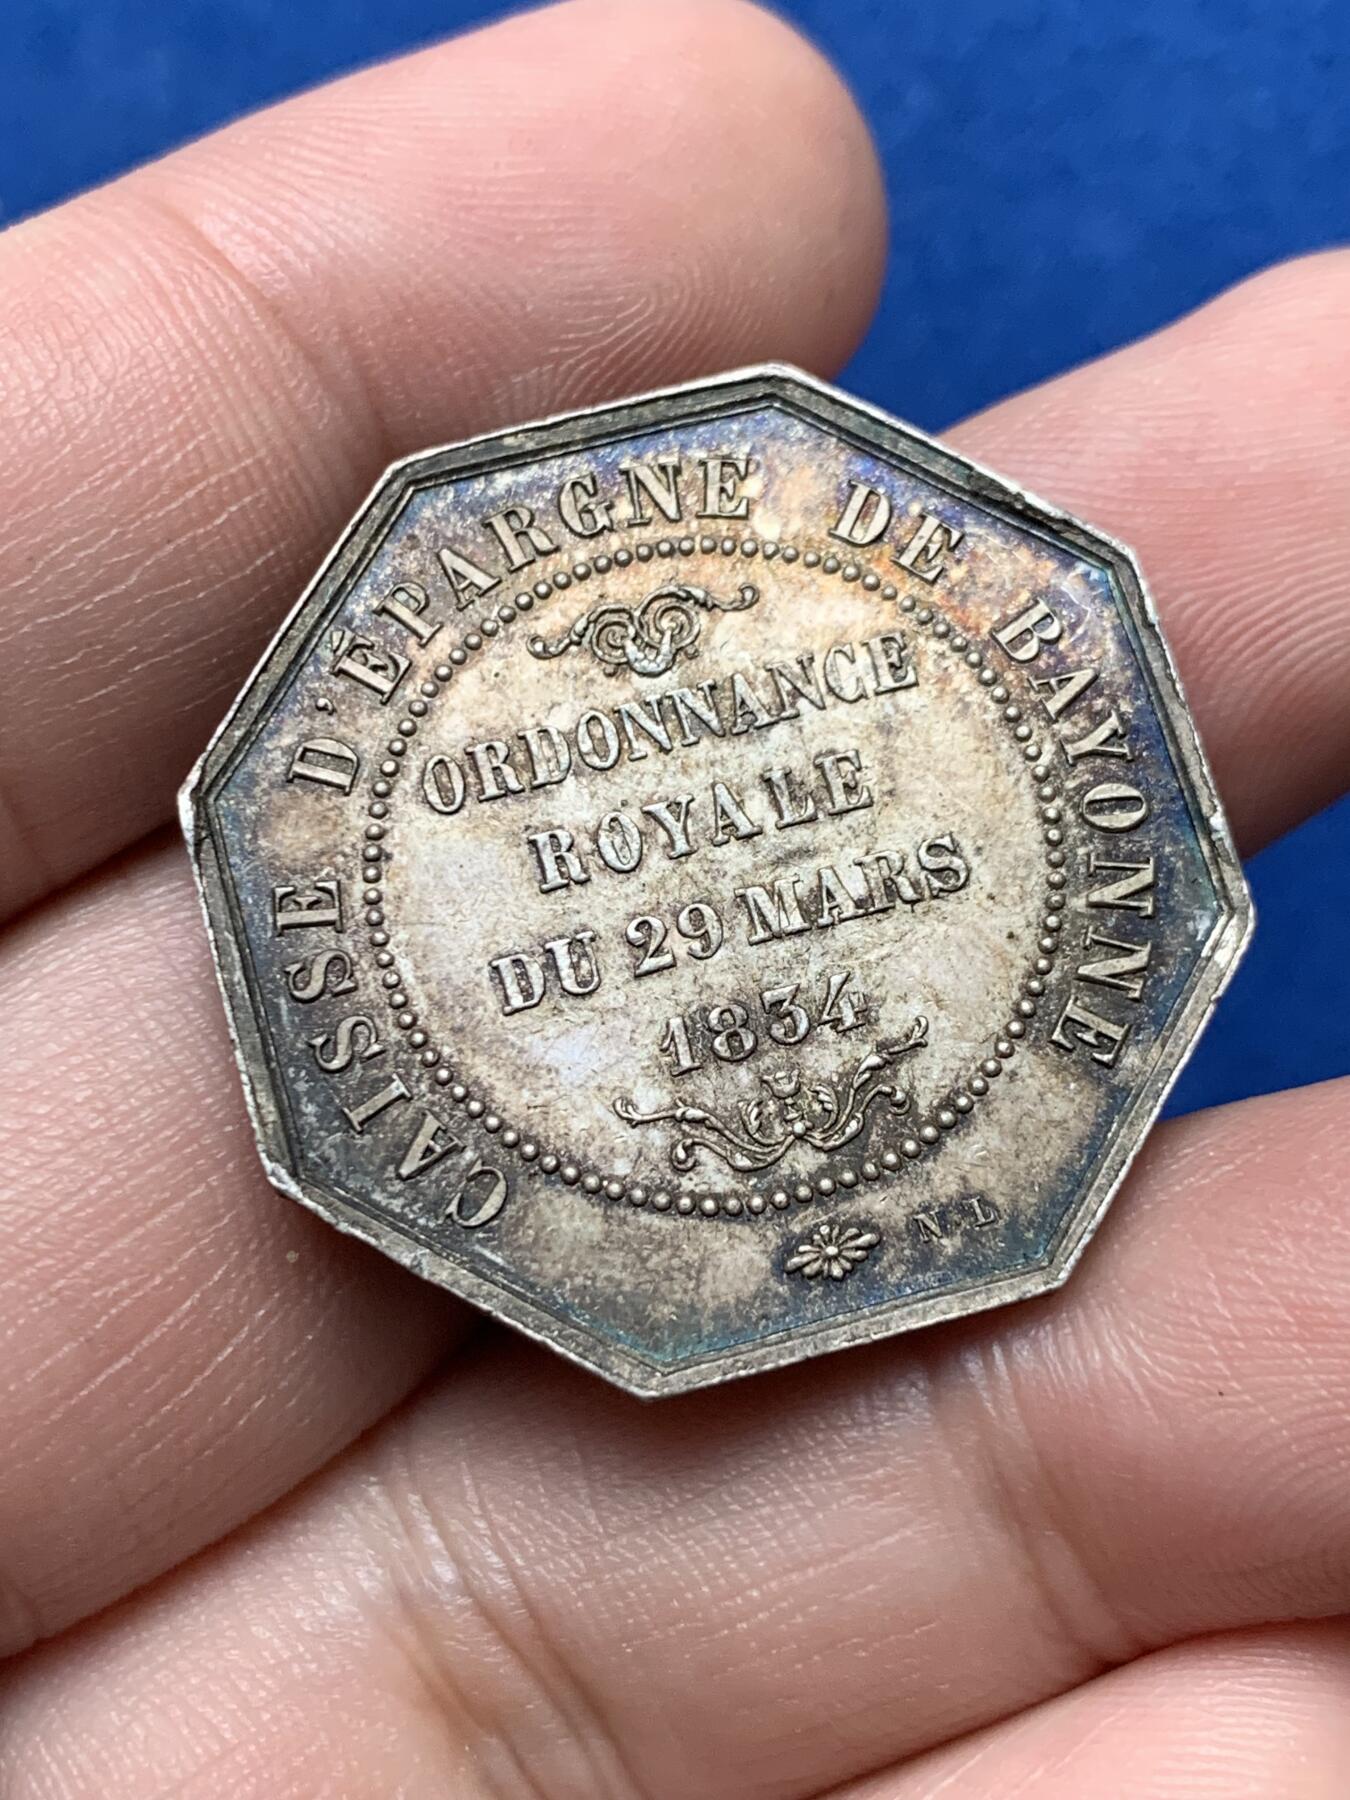 CAISSE D'ÉPARGNE DE BAYONNE
ORDONNANCE
ROYALE
DU 29 MARS
1834
N.L